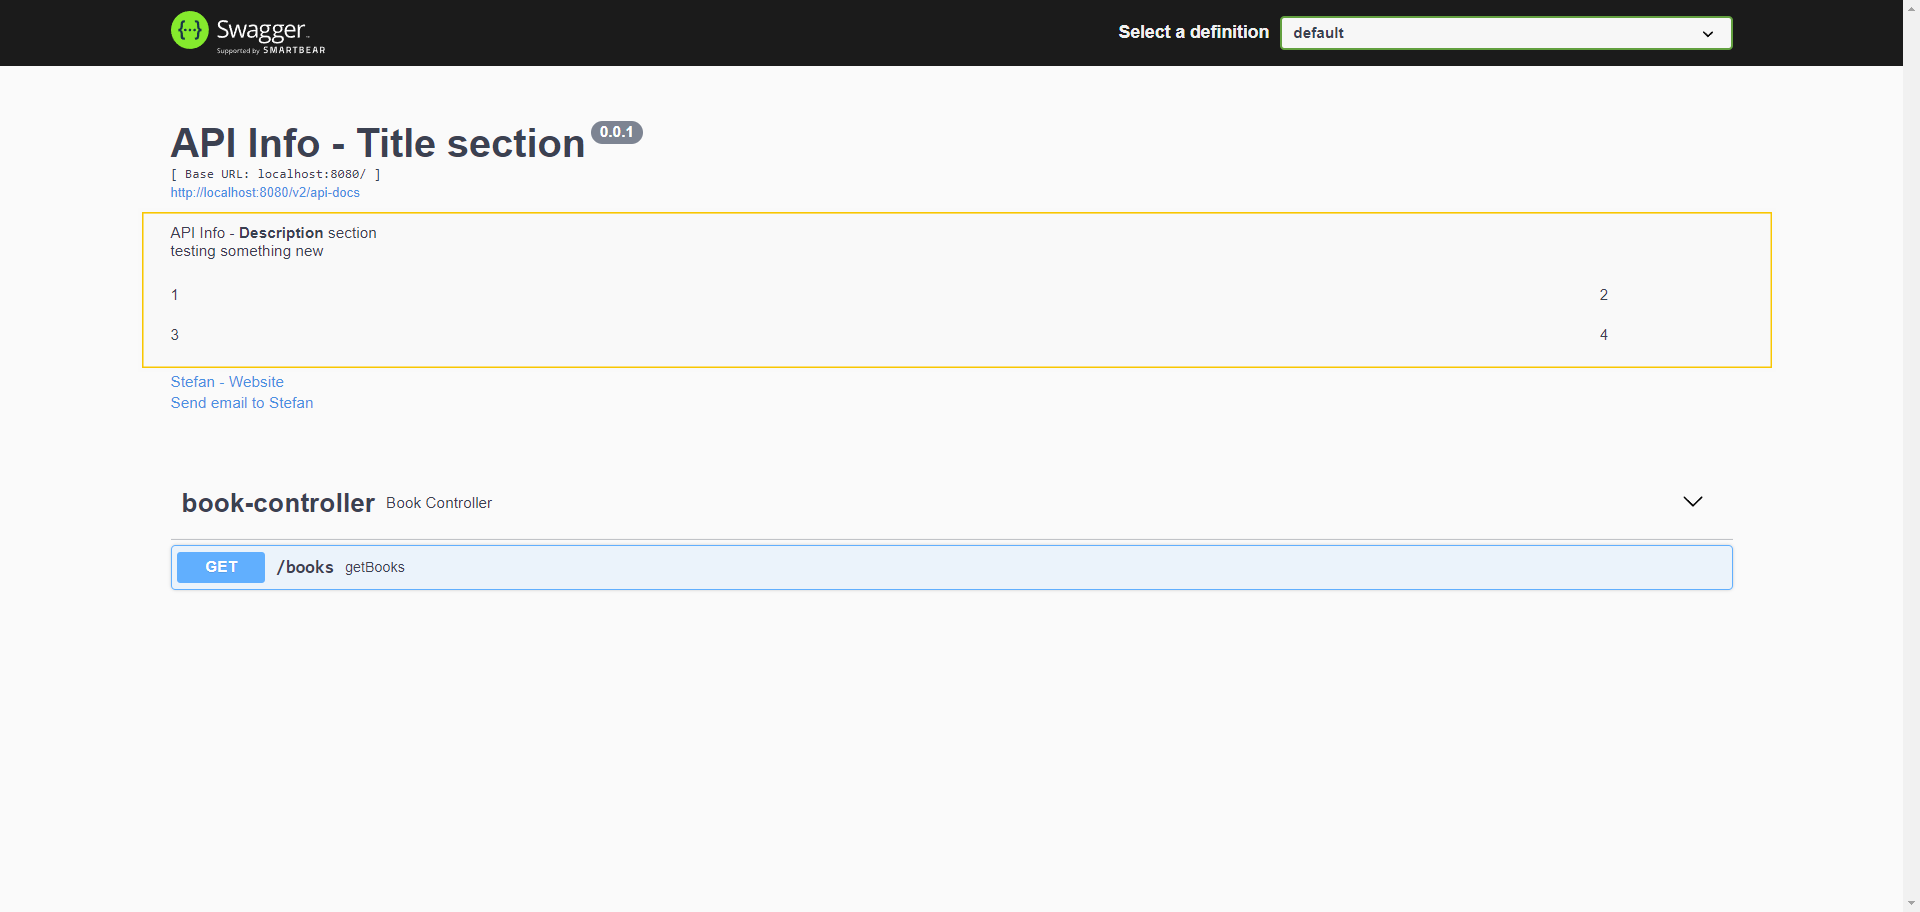 {···} Swagger™
Supported by SMARTBEAR
Select a definition default
API Info - Title section 0.0.1
[ Base URL: localhost:8080/ ]
http://localhost:8080/v2/api-docs
API Info - Description section
testing something new
1 2
3 4
Stefan - Website
Send email to Stefan
book-controller Book Controller
GET /books getBooks